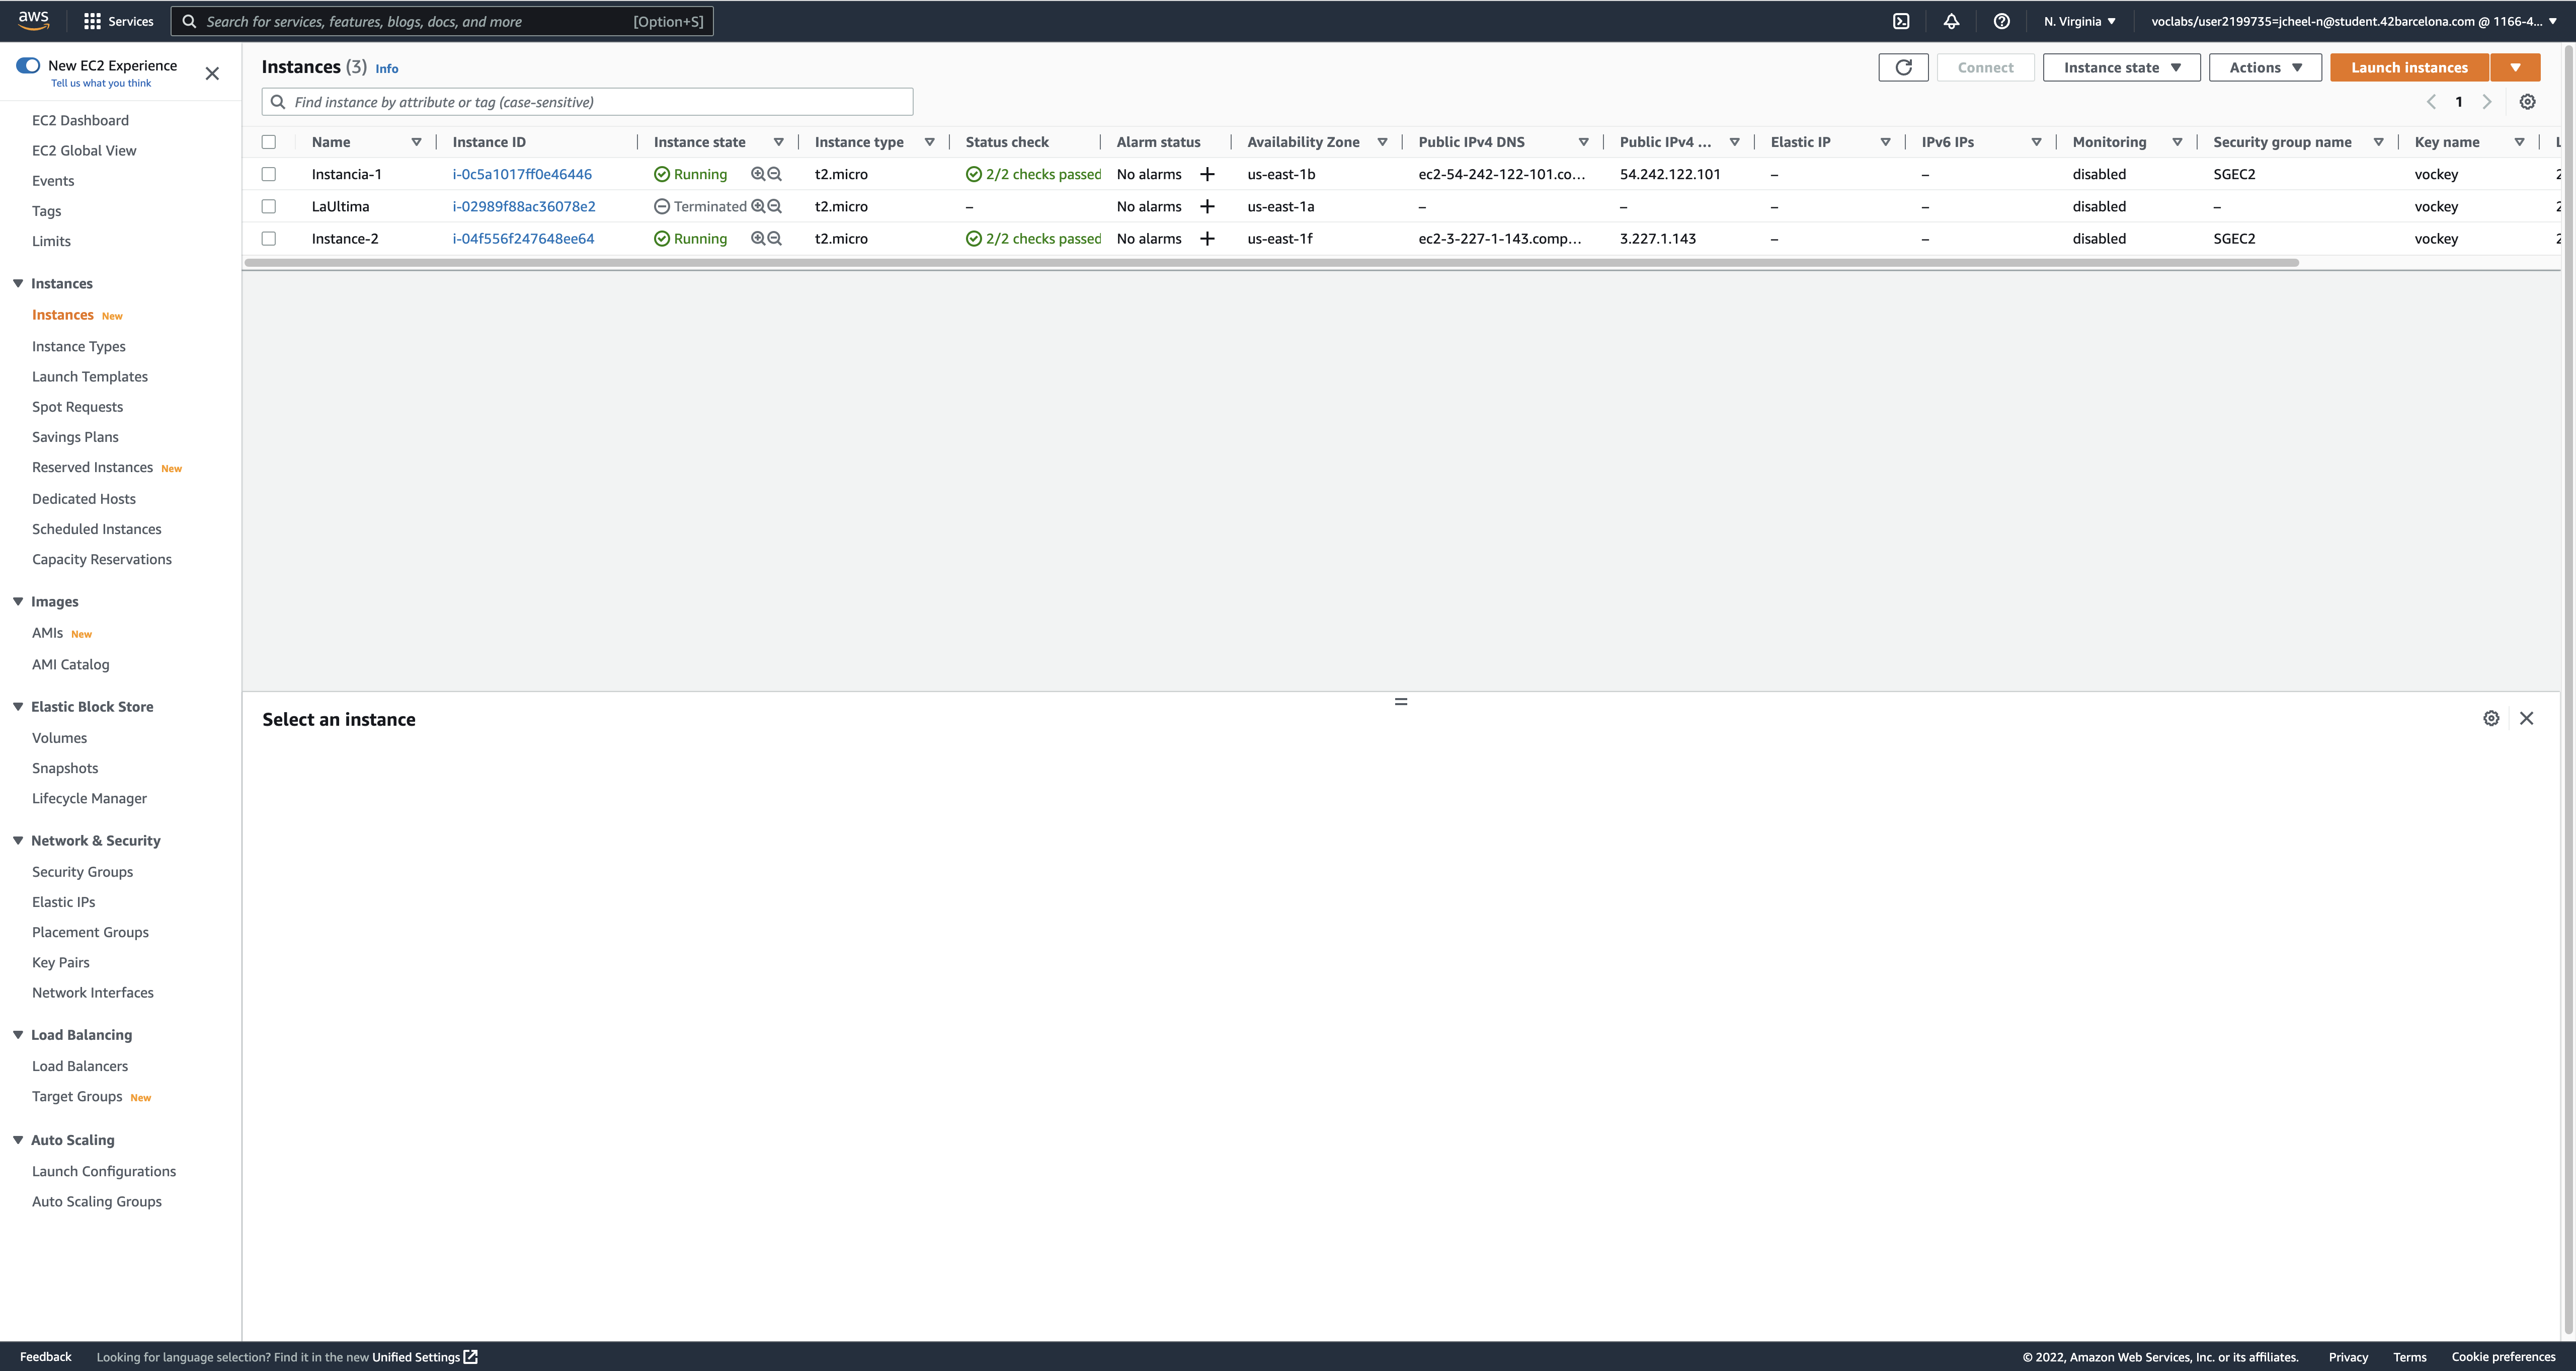 aws Services Search for services, features, blogs, docs, and more [Option+S] N. Virginia ▼ voclabs/user2199735=jcheel-n@student.42barcelona.com @ 1166-4... ▼
New EC2 Experience
Tell us what you think
EC2 Dashboard
EC2 Global View
Events
Tags
Limits
Instances
Instances New
Instance Types
Launch Templates
Spot Requests
Savings Plans
Reserved Instances New
Dedicated Hosts
Scheduled Instances
Capacity Reservations
Images
AMIs New
AMI Catalog
Elastic Block Store
Volumes
Snapshots
Lifecycle Manager
Network & Security
Security Groups
Elastic IPs
Placement Groups
Key Pairs
Network Interfaces
Load Balancing
Load Balancers
Target Groups New
Auto Scaling
Launch Configurations
Auto Scaling Groups
Instances (3) Info Connect Instance state ▼ Actions ▼ Launch instances ▼
Find instance by attribute or tag (case-sensitive) 1
Name Instance ID Instance state Instance type Status check Alarm status Availability Zone Public IPv4 DNS Public IPv4 ... Elastic IP IPv6 IPs Monitoring Security group name Key name
Instancia-1 i-0c5a1017ff0e46446 Running t2.micro 2/2 checks passed No alarms + us-east-1b ec2-54-242-122-101.co... 54.242.122.101 – – disabled SGEC2 vockey
LaUltima i-02989f88ac36078e2 Terminated t2.micro – No alarms + us-east-1a – – – – disabled – vockey
Instance-2 i-04f556f247648ee64 Running t2.micro 2/2 checks passed No alarms + us-east-1f ec2-3-227-1-143.comp... 3.227.1.143 – – disabled SGEC2 vockey
Select an instance
Feedback Looking for language selection? Find it in the new Unified Settings © 2022, Amazon Web Services, Inc. or its affiliates. Privacy Terms Cookie preferences